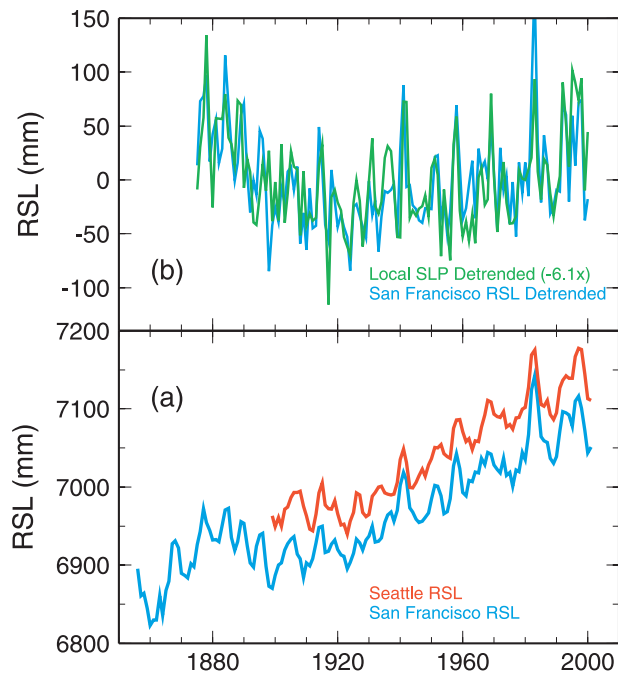 150
100
50
0
-50
-100
RSL (mm)
(b)
Local SLP Detrended (-6.1x)
San Francisco RSL Detrended
7200
7100
7000
6900
6800
RSL (mm)
(a)
Seattle RSL
San Francisco RSL
1880 1920 1960 2000